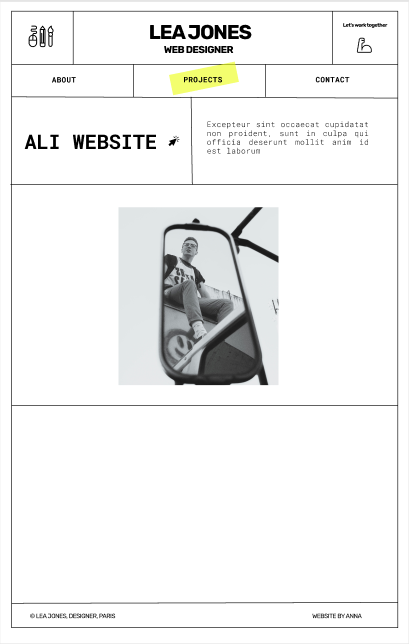 LEA JONES
WEB DESIGNER
Let's work together
ABOUT
PROJECTS
CONTACT
ALI WEBSITE
Excepteur sint occaecat cupidatat
non proident, sunt in culpa qui
officia deserunt mollit anim id
est laborum
© LEA JONES, DESIGNER, PARIS
WEBSITE BY ANNA